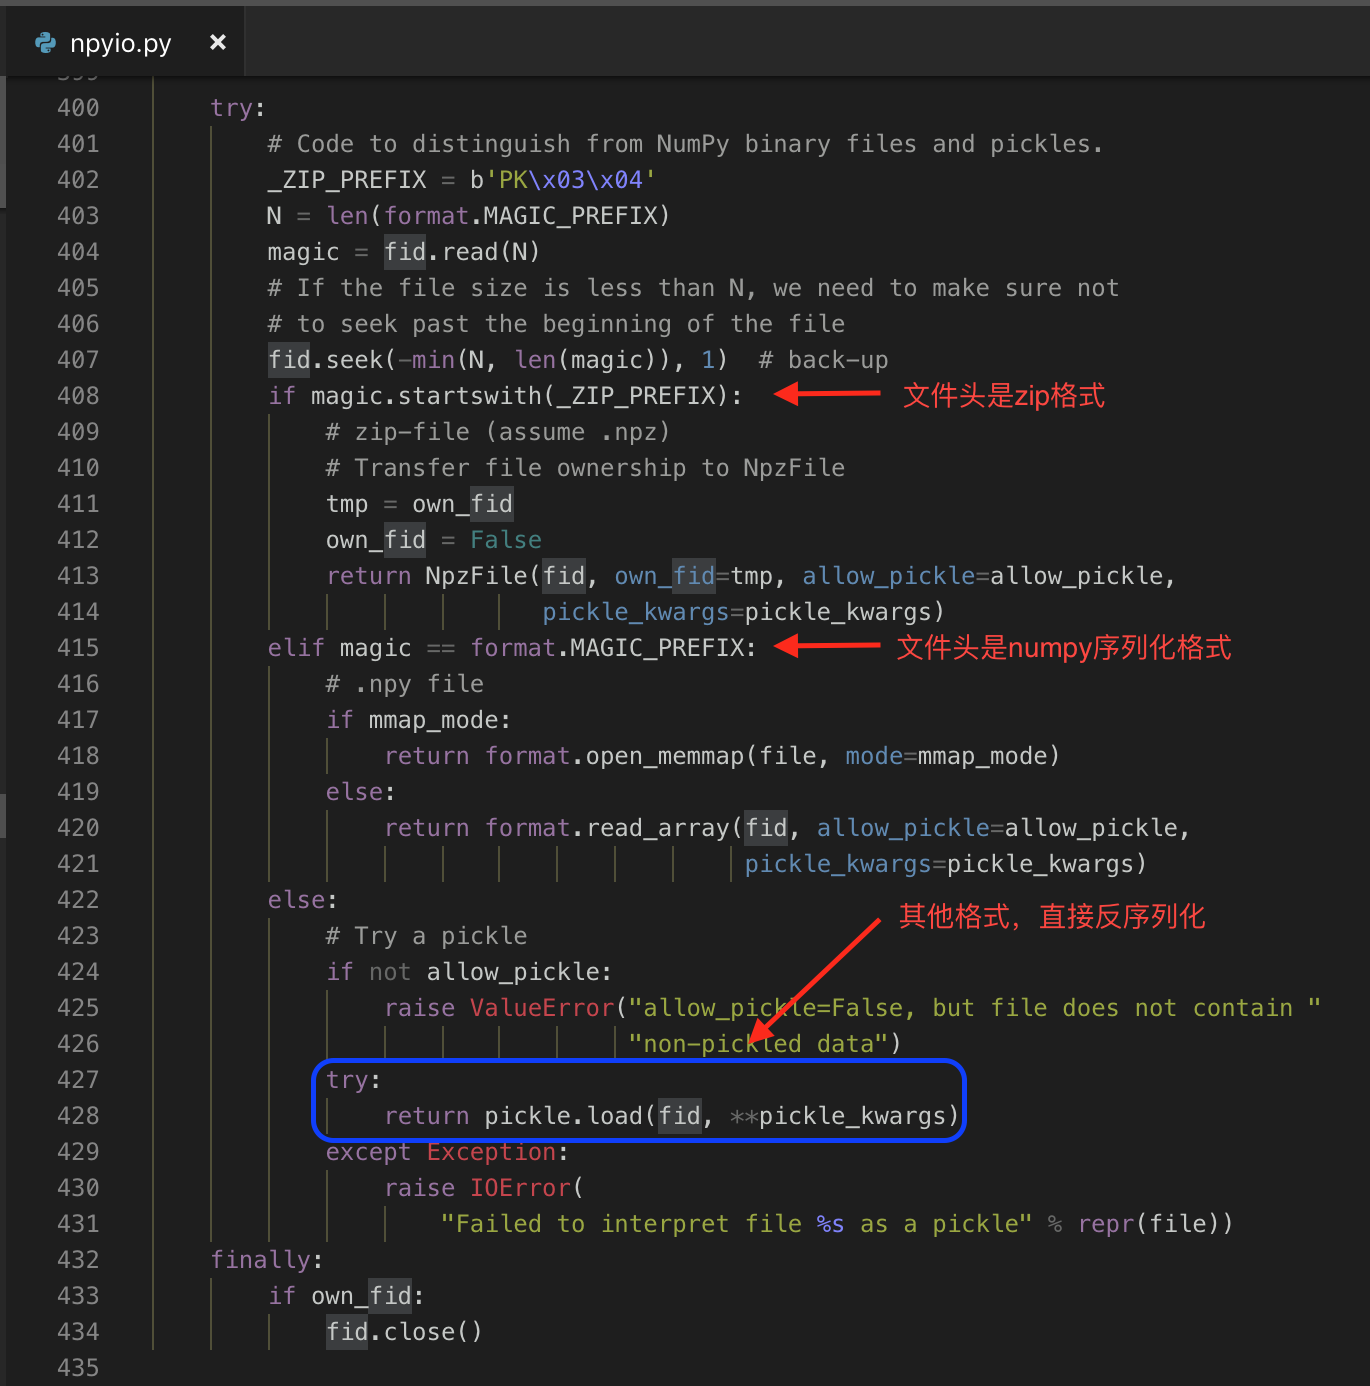 npyio.py ×
399
400 try:
401 # Code to distinguish from NumPy binary files and pickles.
402 _ZIP_PREFIX = b'PK\x03\x04'
403 N = len(format.MAGIC_PREFIX)
404 magic = fid.read(N)
405 # If the file size is less than N, we need to make sure not
406 # to seek past the beginning of the file
407 fid.seek(-min(N, len(magic)), 1)  # back-up
408 if magic.startswith(_ZIP_PREFIX): 文件头是zip格式
409 # zip-file (assume .npz)
410 # Transfer file ownership to NpzFile
411 tmp = own_fid
412 own_fid = False
413 return NpzFile(fid, own_fid=tmp, allow_pickle=allow_pickle,
414 pickle_kwargs=pickle_kwargs)
415 elif magic == format.MAGIC_PREFIX: 文件头是numpy序列化格式
416 # .npy file
417 if mmap_mode:
418 return format.open_memmap(file, mode=mmap_mode)
419 else:
420 return format.read_array(fid, allow_pickle=allow_pickle,
421 pickle_kwargs=pickle_kwargs)
422 else:
其他格式，直接反序列化
423 # Try a pickle
424 if not allow_pickle:
425 raise ValueError("allow_pickle=False, but file does not contain "
426 "non-pickled data")
427 try:
428 return pickle.load(fid, **pickle_kwargs)
429 except Exception:
430 raise IOError(
431 "Failed to interpret file %s as a pickle" % repr(file))
432 finally:
433 if own_fid:
434 fid.close()
435